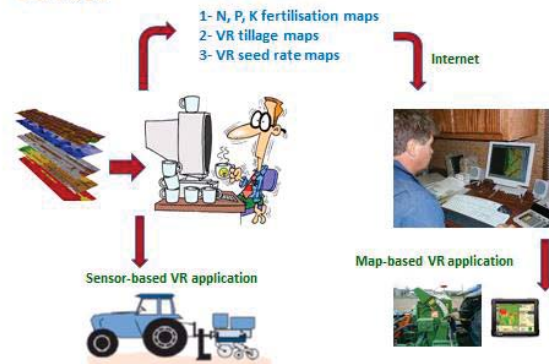 1- N, P, K fertilisation maps
2- VR tillage maps
3- VR seed rate maps
Internet
Sensor-based VR application
Map-based VR application